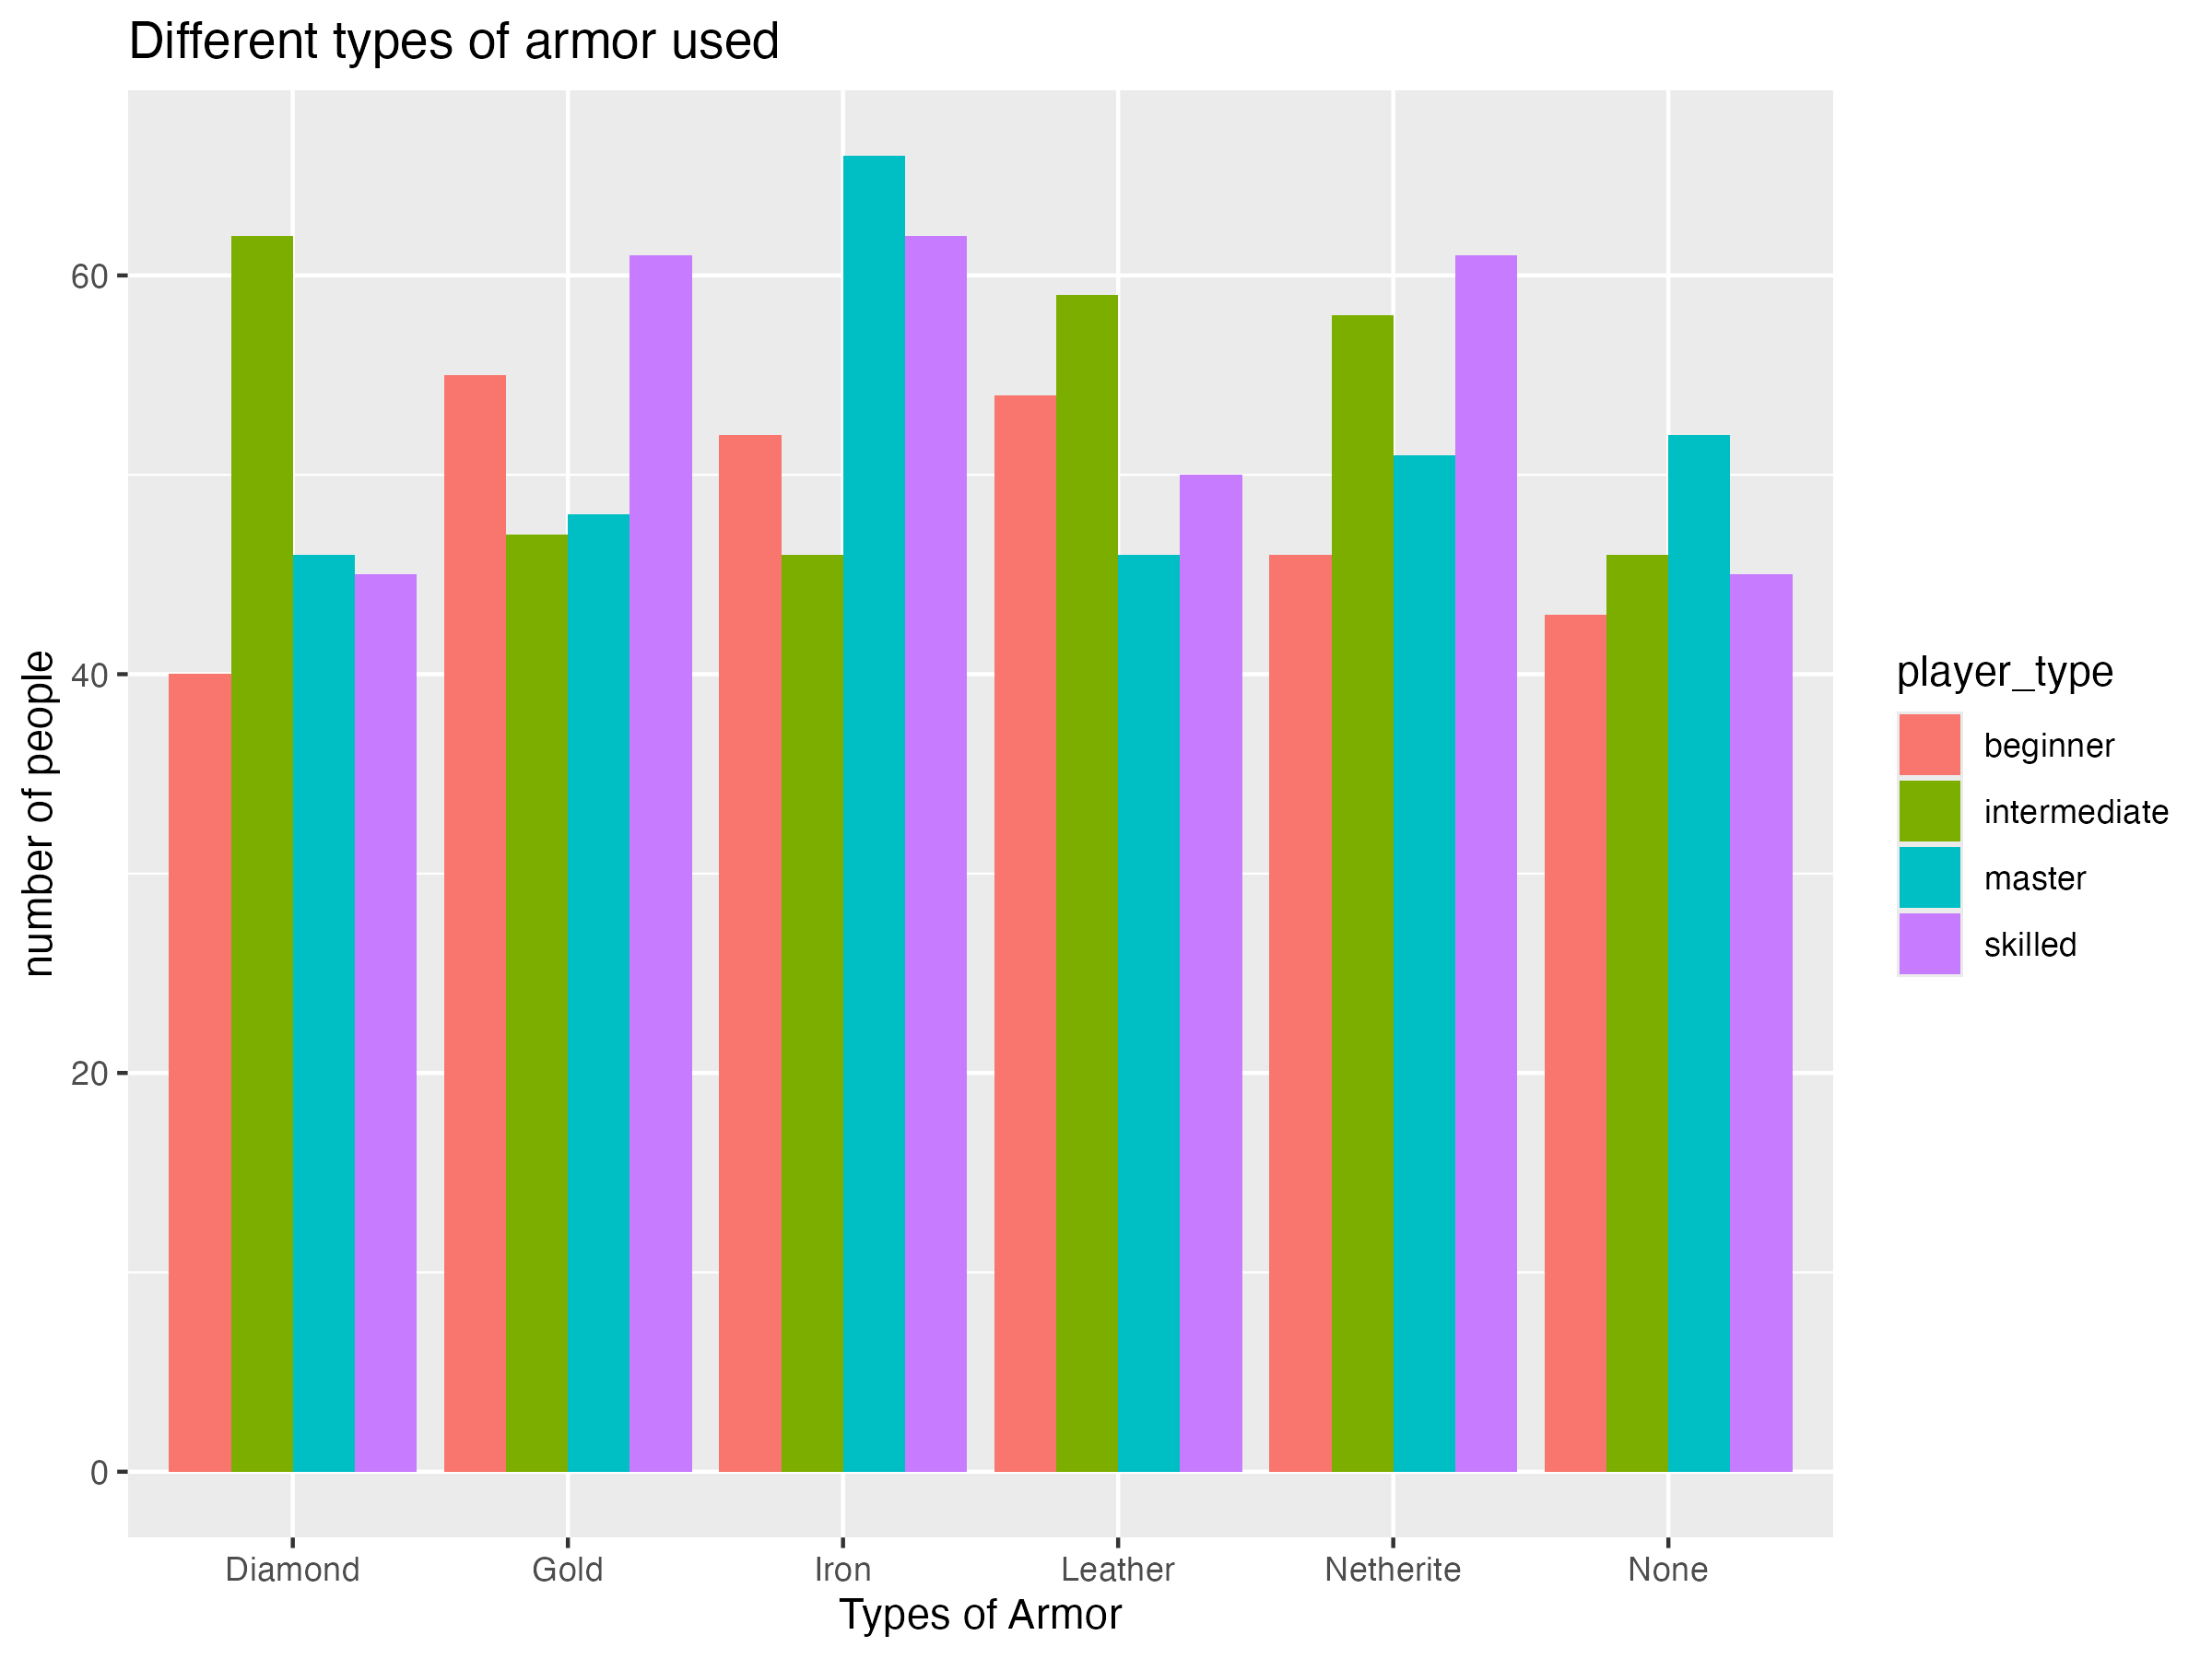 Different types of armor used
number of people
60
40
20
0
Diamond
Gold
Iron
Leather
Netherite
None
Types of Armor
player_type
beginner
intermediate
master
skilled